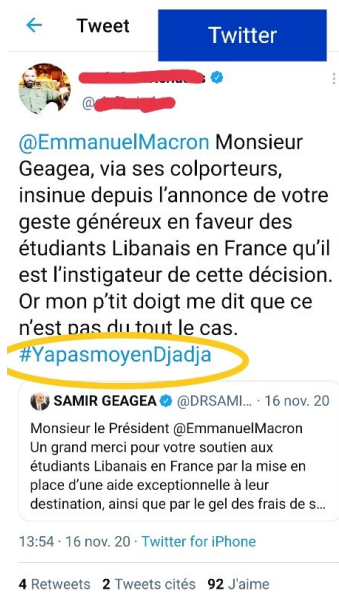 Tweet
Twitter
@
@EmmanuelMacron Monsieur
Geagea, via ses colporteurs,
insinue depuis l'annonce de votre
geste généreux en faveur des
étudiants Libanais en France qu'il
est l'instigateur de cette décision.
Or mon p'tit doigt me dit que ce
n'est pas du tout le cas.
#YapasmoyenDjadja
SAMIR GEAGEA @DRSAMI... · 16 nov. 20
Monsieur le Président @EmmanuelMacron
Un grand merci pour votre soutien aux
étudiants Libanais en France par la mise en
place d'une aide exceptionnelle à leur
destination, ainsi que par le gel des frais de s...
13:54 · 16 nov. 20 · Twitter for iPhone
4 Retweets 2 Tweets cités 92 J'aime